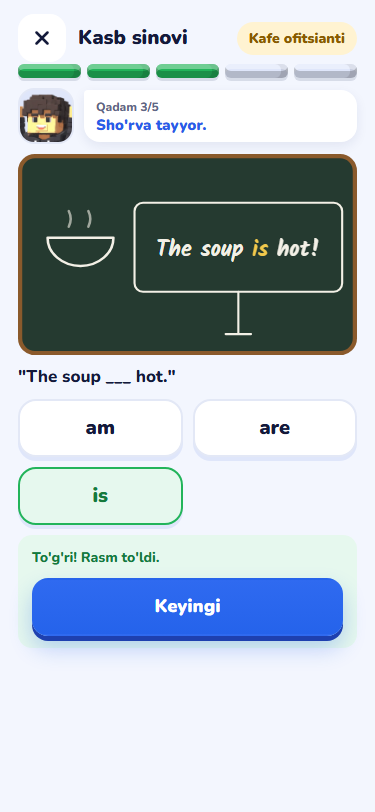 Kasb sinovi
Kafe ofitsianti
Qadam 3/5
Sho'rva tayyor.
The soup is hot!
"The soup ___ hot."
am
are
is
To'g'ri! Rasm to'ldi.
Keyingi